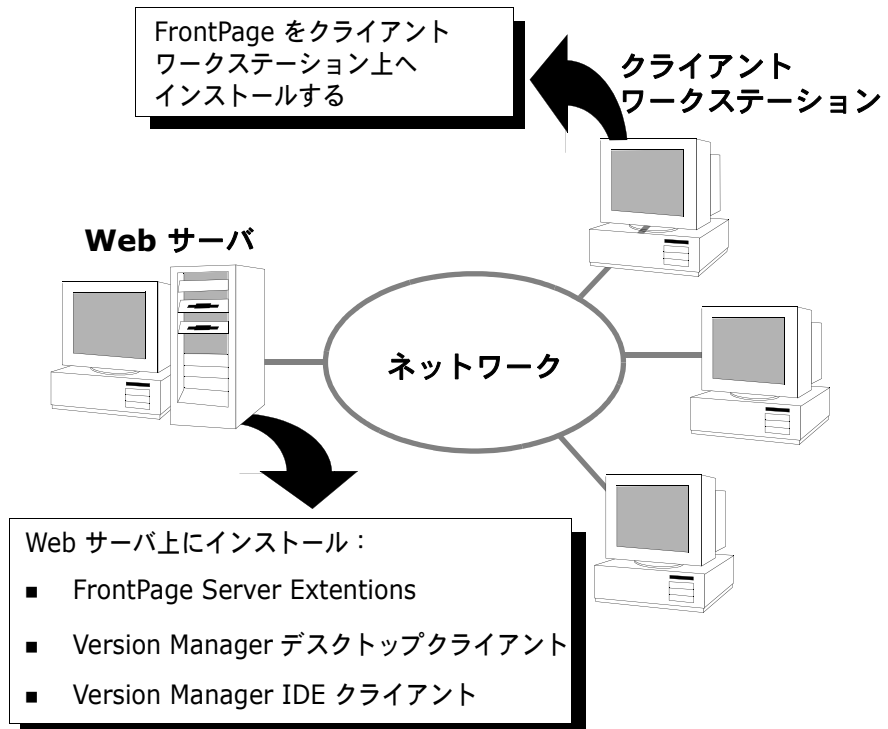 FrontPage をクライアント
ワークステーション上へ
インストールする
クライアント
ワークステーション
Web サーバ
ネットワーク
Web サーバ上にインストール：
■ FrontPage Server Extentions
■ Version Manager デスクトップクライアント
■ Version Manager IDE クライアント